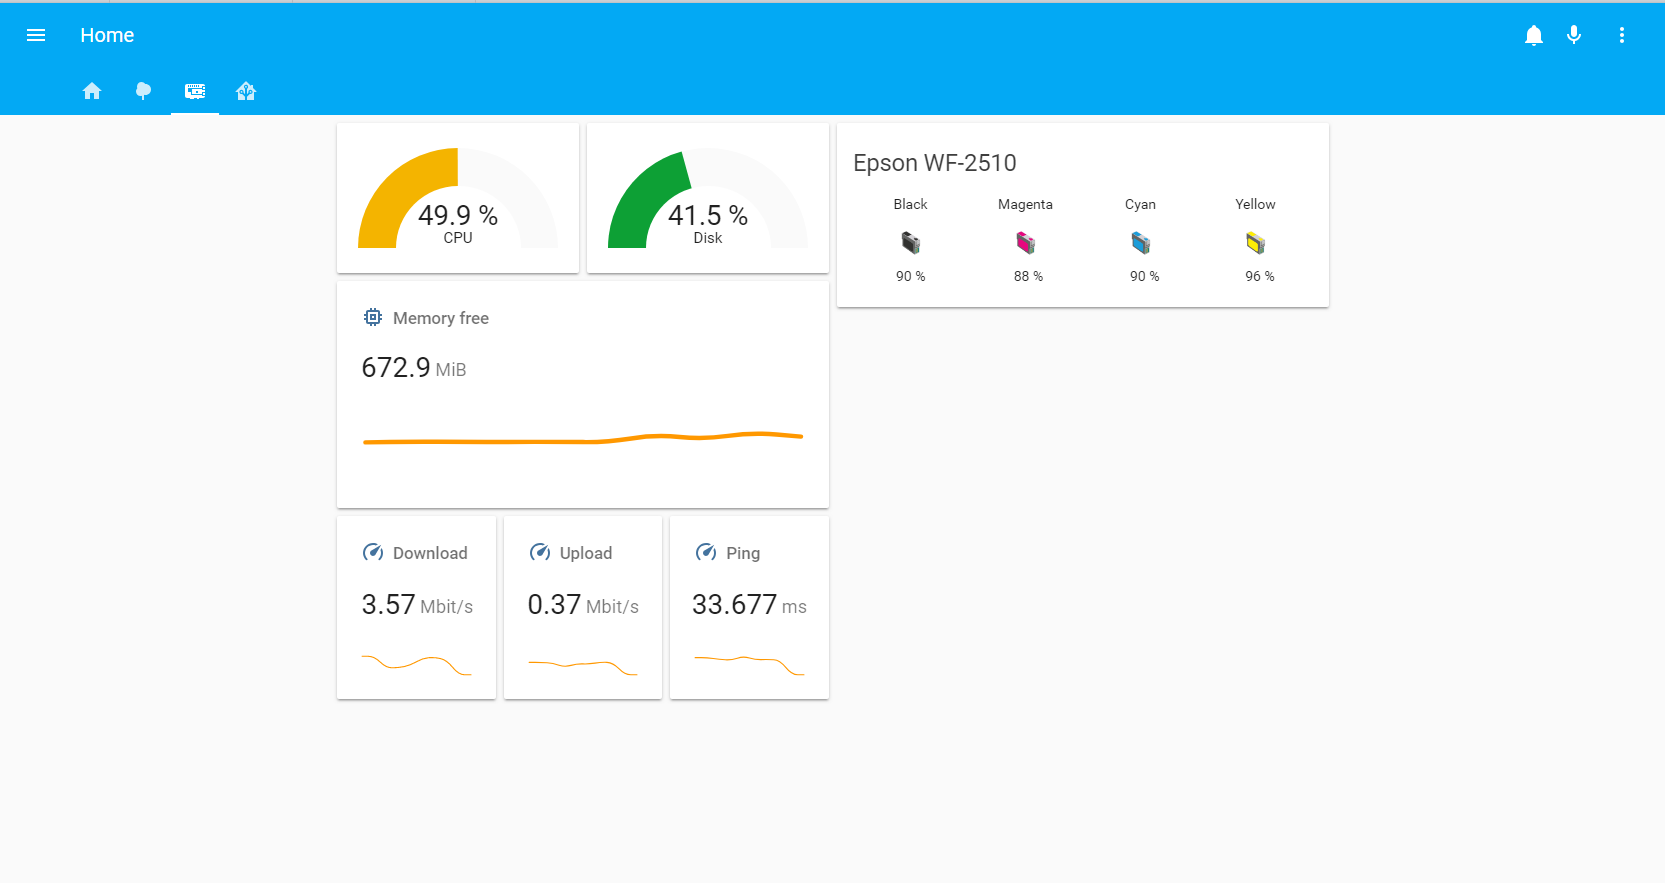 Home
49.9 %
CPU
41.5 %
Disk
Epson WF-2510
Black Magenta Cyan Yellow
90 % 88 % 90 % 96 %
Memory free
672.9 MiB
Download
3.57 Mbit/s
Upload
0.37 Mbit/s
Ping
33.677 ms